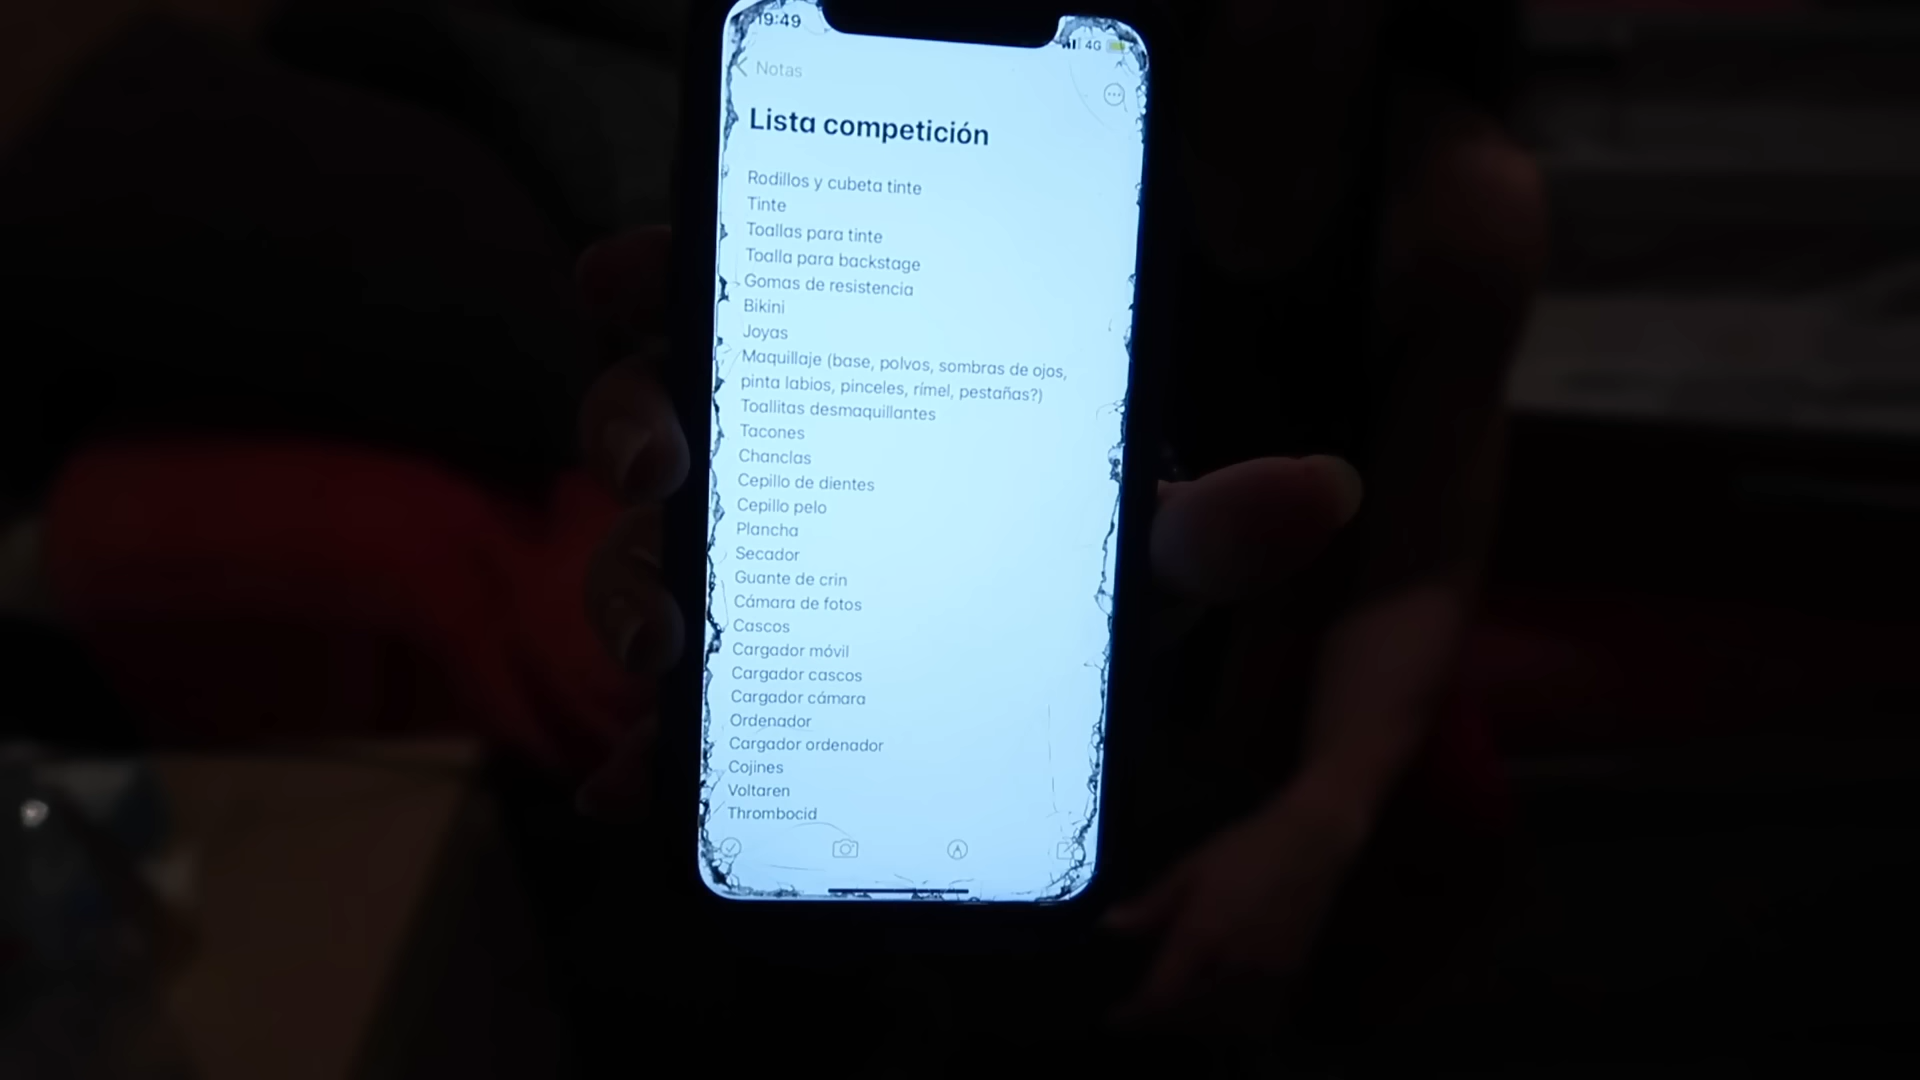 19:49
4G
Notas
Lista competición
Rodillos y cubeta tinte
Tinte
Toallas para tinte
Toalla para backstage
Gomas de resistencia
Bikini
Joyas
Maquillaje (base, polvos, sombras de ojos,
pinta labios, pinceles, rímel, pestañas?)
Toallitas desmaquillantes
Tacones
Chanclas
Cepillo de dientes
Cepillo pelo
Plancha
Secador
Guante de crin
Cámara de fotos
Cascos
Cargador móvil
Cargador cascos
Cargador cámara
Ordenador
Cargador ordenador
Cojines
Voltaren
Thrombocid